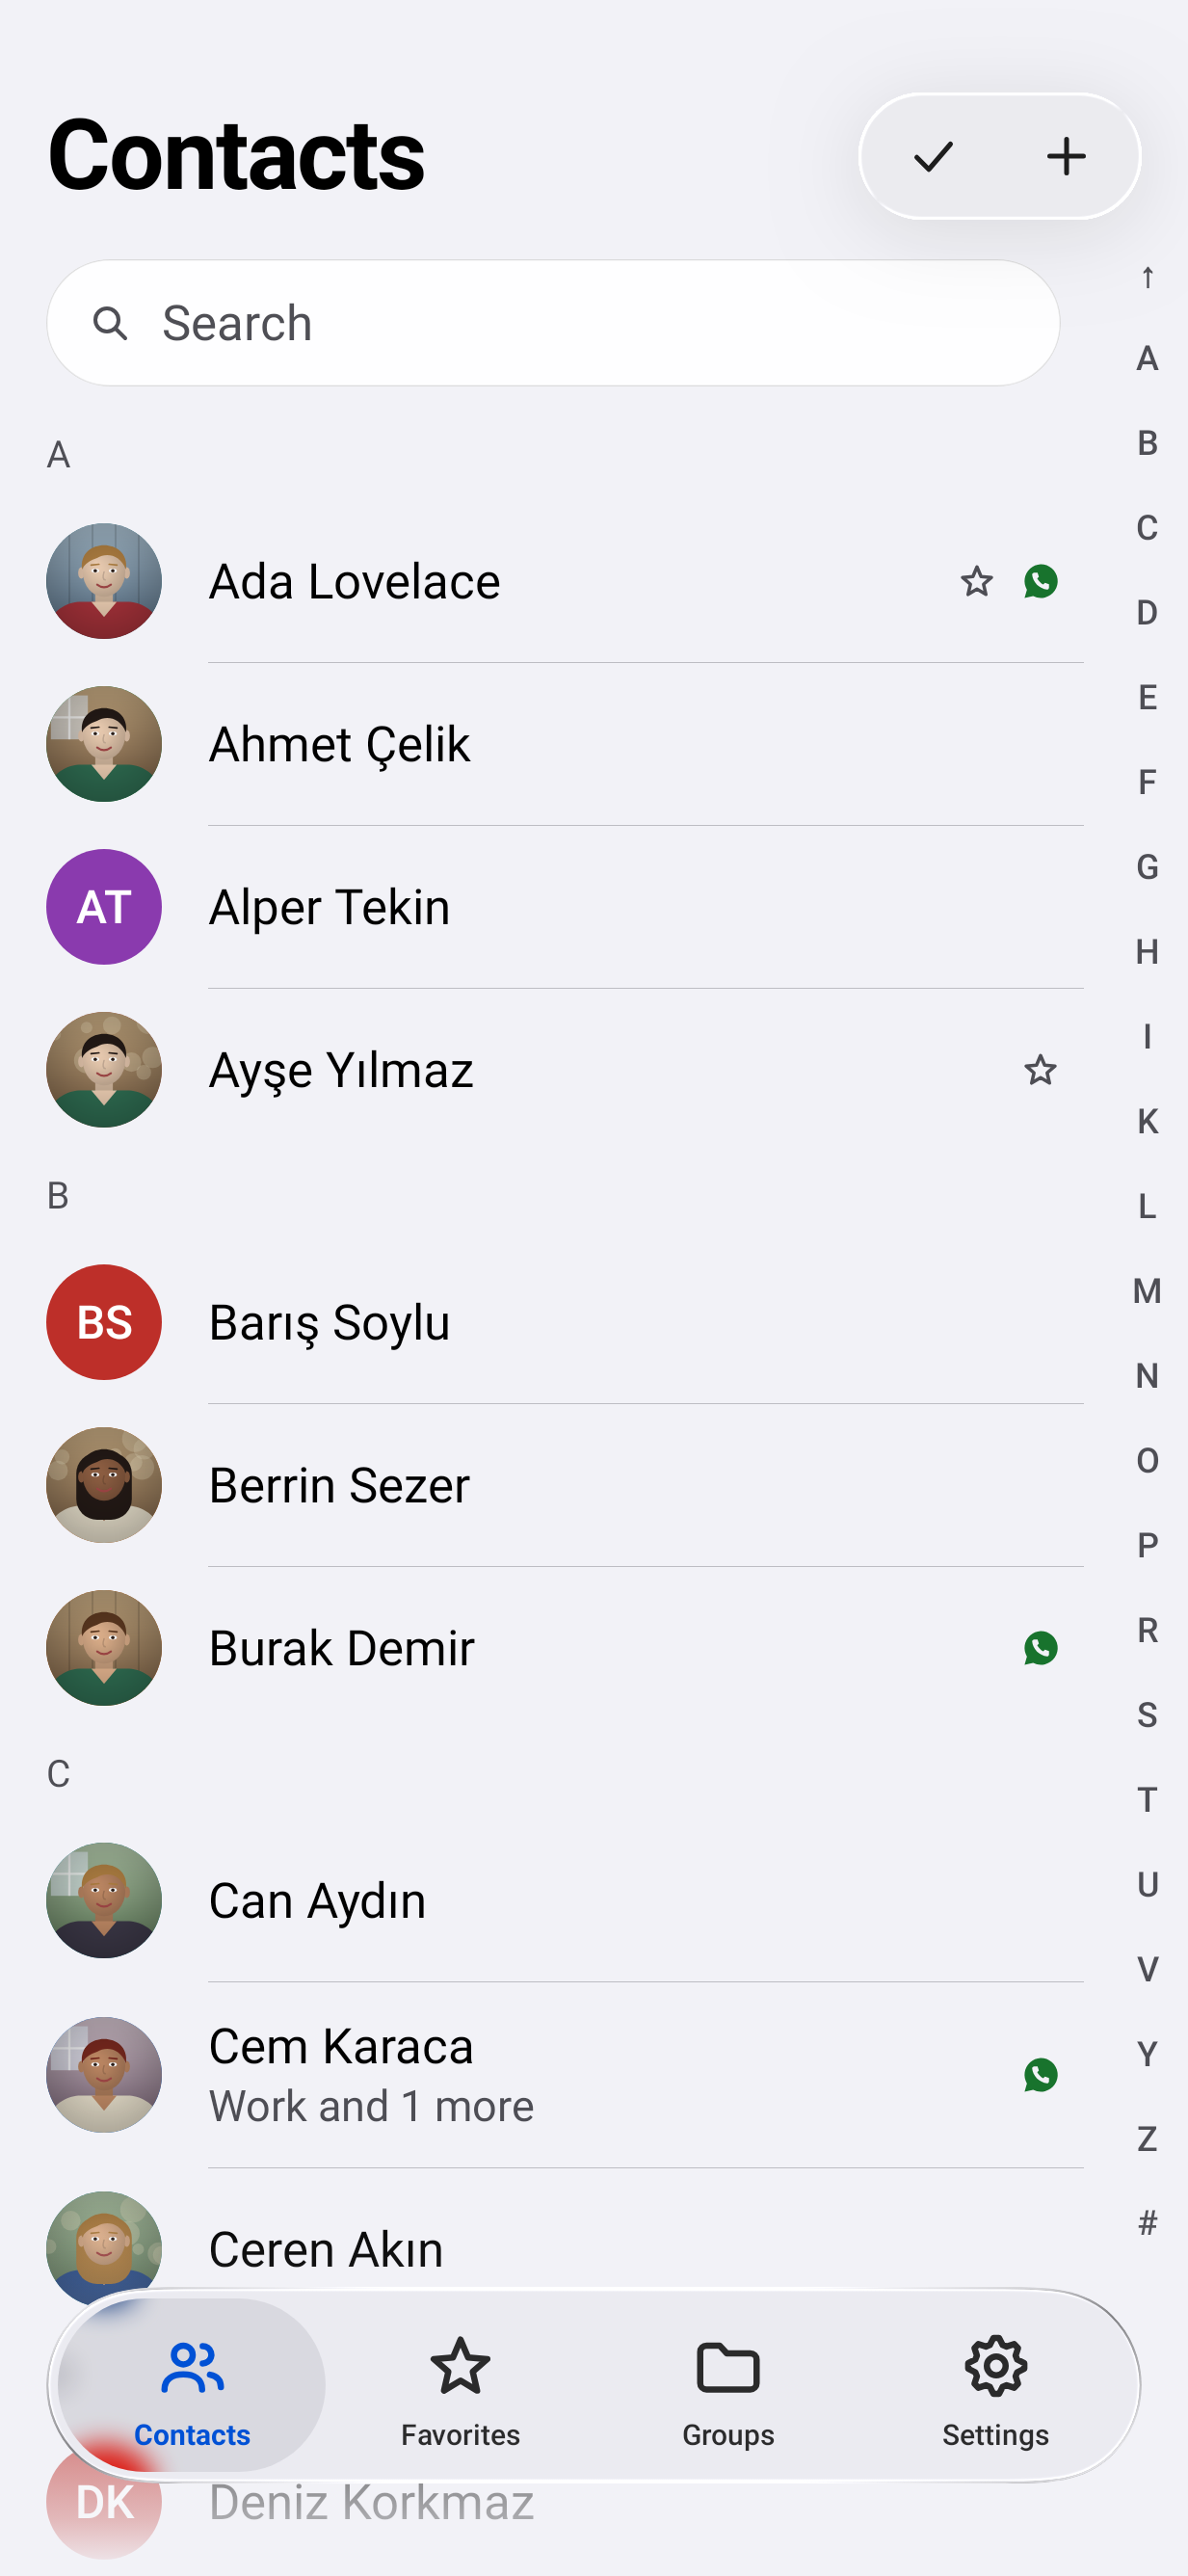 Contacts
Search
↑
A
B
C
D
E
F
G
H
I
K
L
M
N
O
P
R
S
T
U
V
Y
Z
#
A
Ada Lovelace
Ahmet Çelik
AT
Alper Tekin
Ayşe Yılmaz
B
BS
Barış Soylu
Berrin Sezer
Burak Demir
C
Can Aydın
Cem Karaca
Work and 1 more
Ceren Akın
Contacts
Favorites
Groups
Settings
DK
Deniz Korkmaz